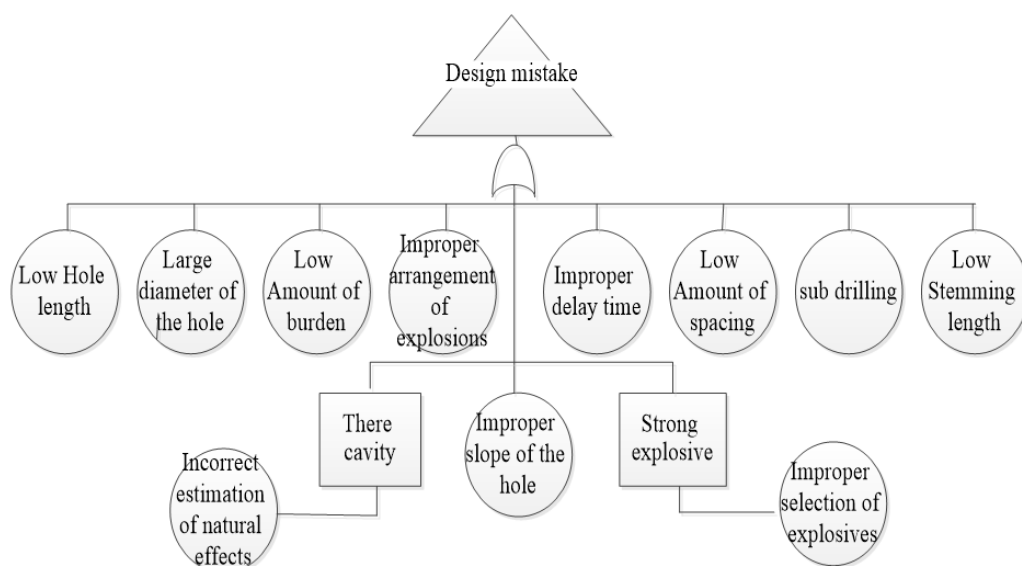 Design mistake
Low Hole
length
Large
diameter of
the hole
Low
Amount of
burden
Improper
arrangement
of
explosions
Improper
delay time
Low
Amount of
spacing
sub drilling
Low
Stemming
length
There
cavity
Improper
slope of the
hole
Strong
explosive
Incorrect
estimation
of natural
effects
Improper
selection of
explosives